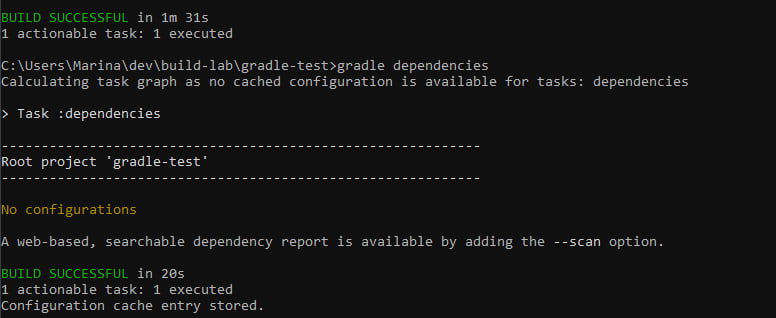 BUILD SUCCESSFUL in 1m 31s
1 actionable task: 1 executed
C:\Users\Marina\dev\build-lab\gradle-test>gradle dependencies
Calculating task graph as no cached configuration is available for tasks: dependencies
> Task :dependencies
------------------------------------------------------------
Root project 'gradle-test'
------------------------------------------------------------
No configurations
A web-based, searchable dependency report is available by adding the --scan option.
BUILD SUCCESSFUL in 20s
1 actionable task: 1 executed
Configuration cache entry stored.